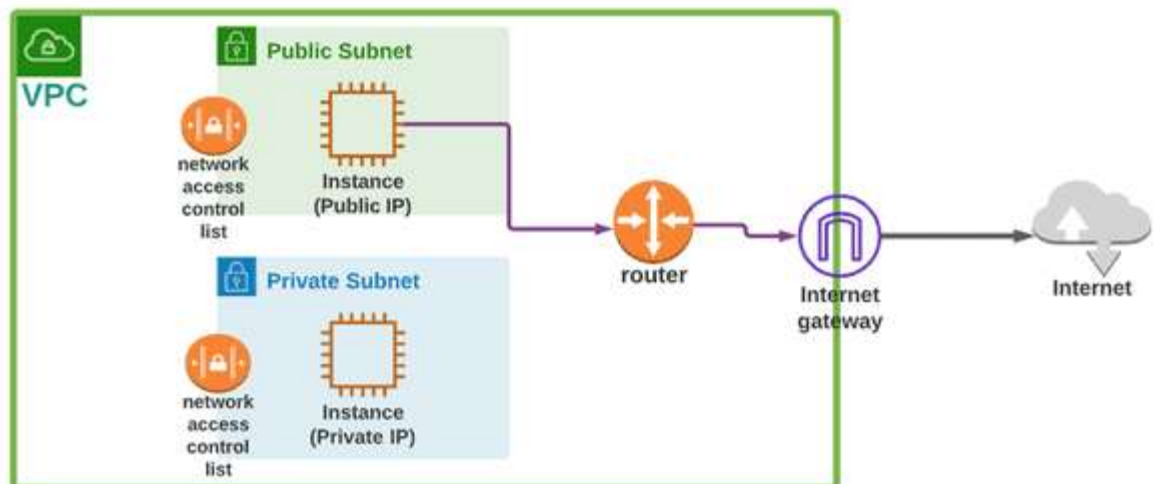 VPC
Public Subnet
network
access
control
list
Instance
(Public IP)
router
Internet
gateway
Internet
Private Subnet
network
access
control
list
Instance
(Private IP)